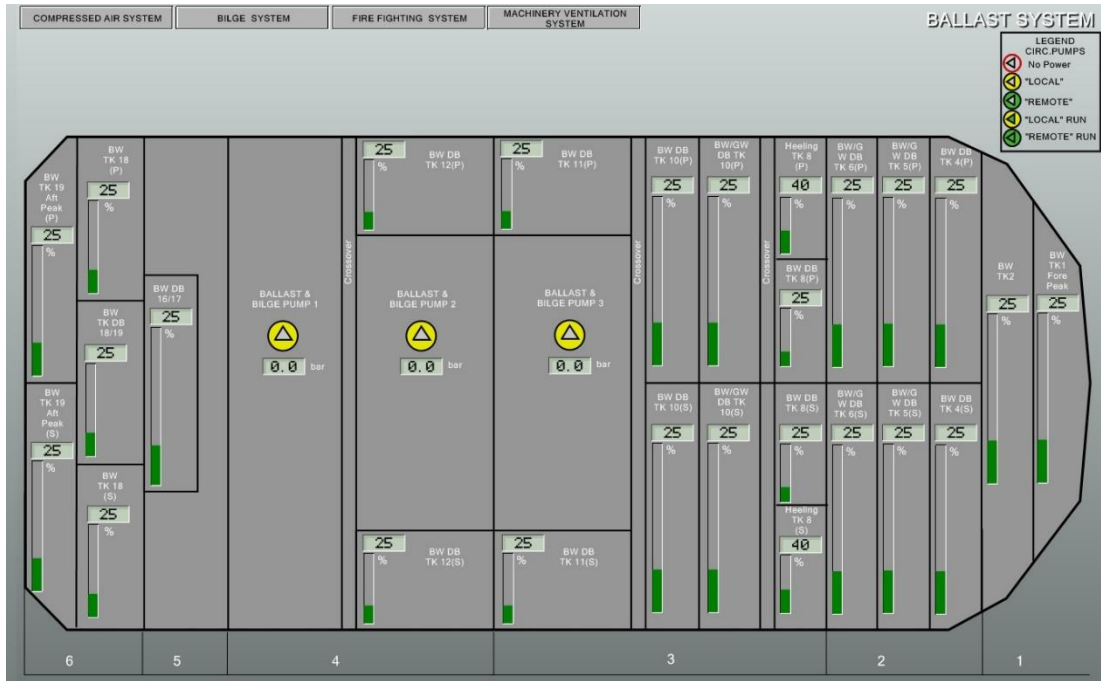 COMPRESSED AIR SYSTEM
BILGE SYSTEM
FIRE FIGHTING SYSTEM
MACHINERY VENTILATION
SYSTEM
BALLAST SYSTEM
LEGEND
CIRC.PUMPS
No Power
"LOCAL"
"REMOTE"
"LOCAL" RUN
"REMOTE" RUN
BW
TK 19
Aft
Peak
(P)
25
%
BW
TK 19
Aft
Peak
(S)
25
%
BW
TK 18
(P)
25
%
BW
TK DB
18/19
25
%
BW
TK 18
(S)
25
%
BW DB
16/17
25
%
BALLAST &
BILGE PUMP 1
0.0 bar
Crossover
25
%
BW DB
TK 12(P)
BALLAST &
BILGE PUMP 2
0.0 bar
25
%
BW DB
TK 12(S)
25
%
BW DB
TK 11(P)
BALLAST &
BILGE PUMP 3
0.0 bar
25
%
BW DB
TK 11(S)
Crossover
BW DB
TK 10(P)
25
%
BW DB
TK 10(S)
25
%
BW/GW
DB TK
10(P)
25
%
BW/GW
DB TK
10(S)
25
%
Crossover
Heeling
TK 8
(P)
40
%
BW DB
TK 8(P)
25
%
BW DB
TK 8(S)
25
%
Heeling
TK 8
(S)
40
%
BW/G
W DB
TK 6(P)
25
%
BW/G
W DB
TK 6(S)
25
%
BW/G
W DB
TK 5(P)
25
%
BW/G
W DB
TK 5(S)
25
%
BW DB
TK 4(P)
25
%
BW DB
TK 4(S)
25
%
BW
TK2
25
%
BW
TK1
Fore
Peak
25
%
6
5
4
3
2
1